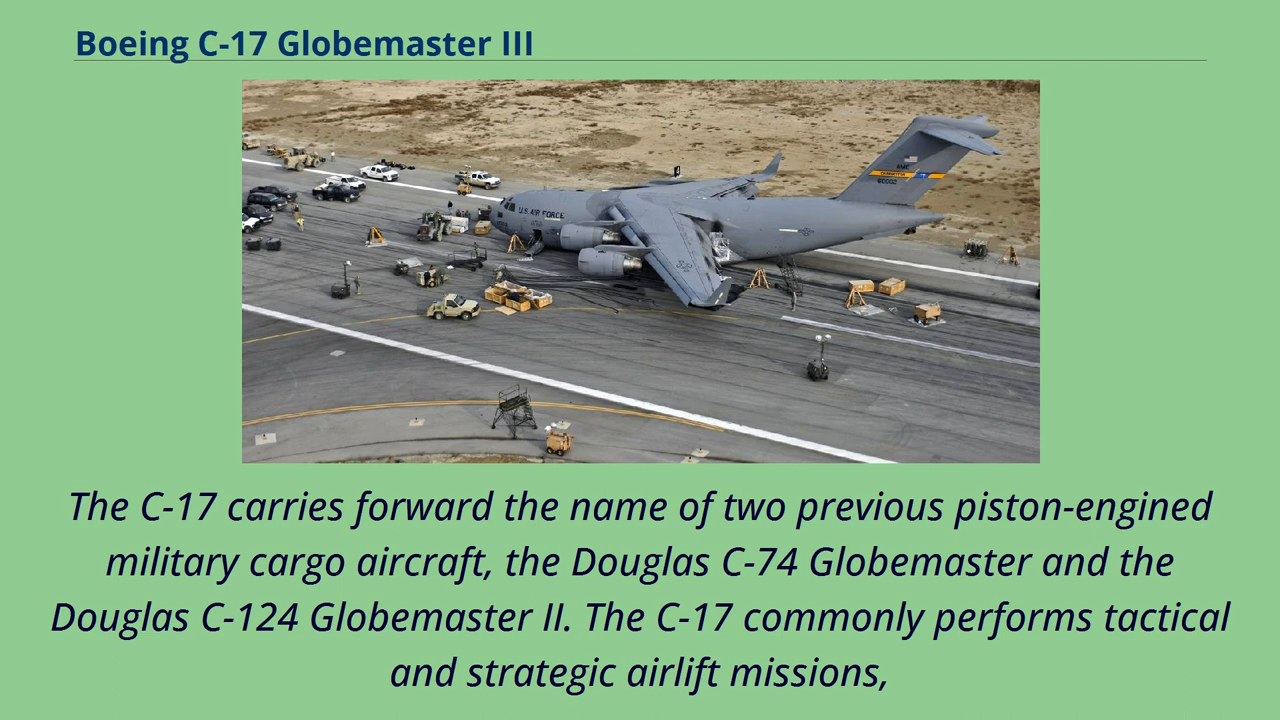 Boeing C-17 Globemaster III
U.S. AIR FORCE
AMC
The C-17 carries forward the name of two previous piston-engined
military cargo aircraft, the Douglas C-74 Globemaster and the
Douglas C-124 Globemaster II. The C-17 commonly performs tactical
and strategic airlift missions,